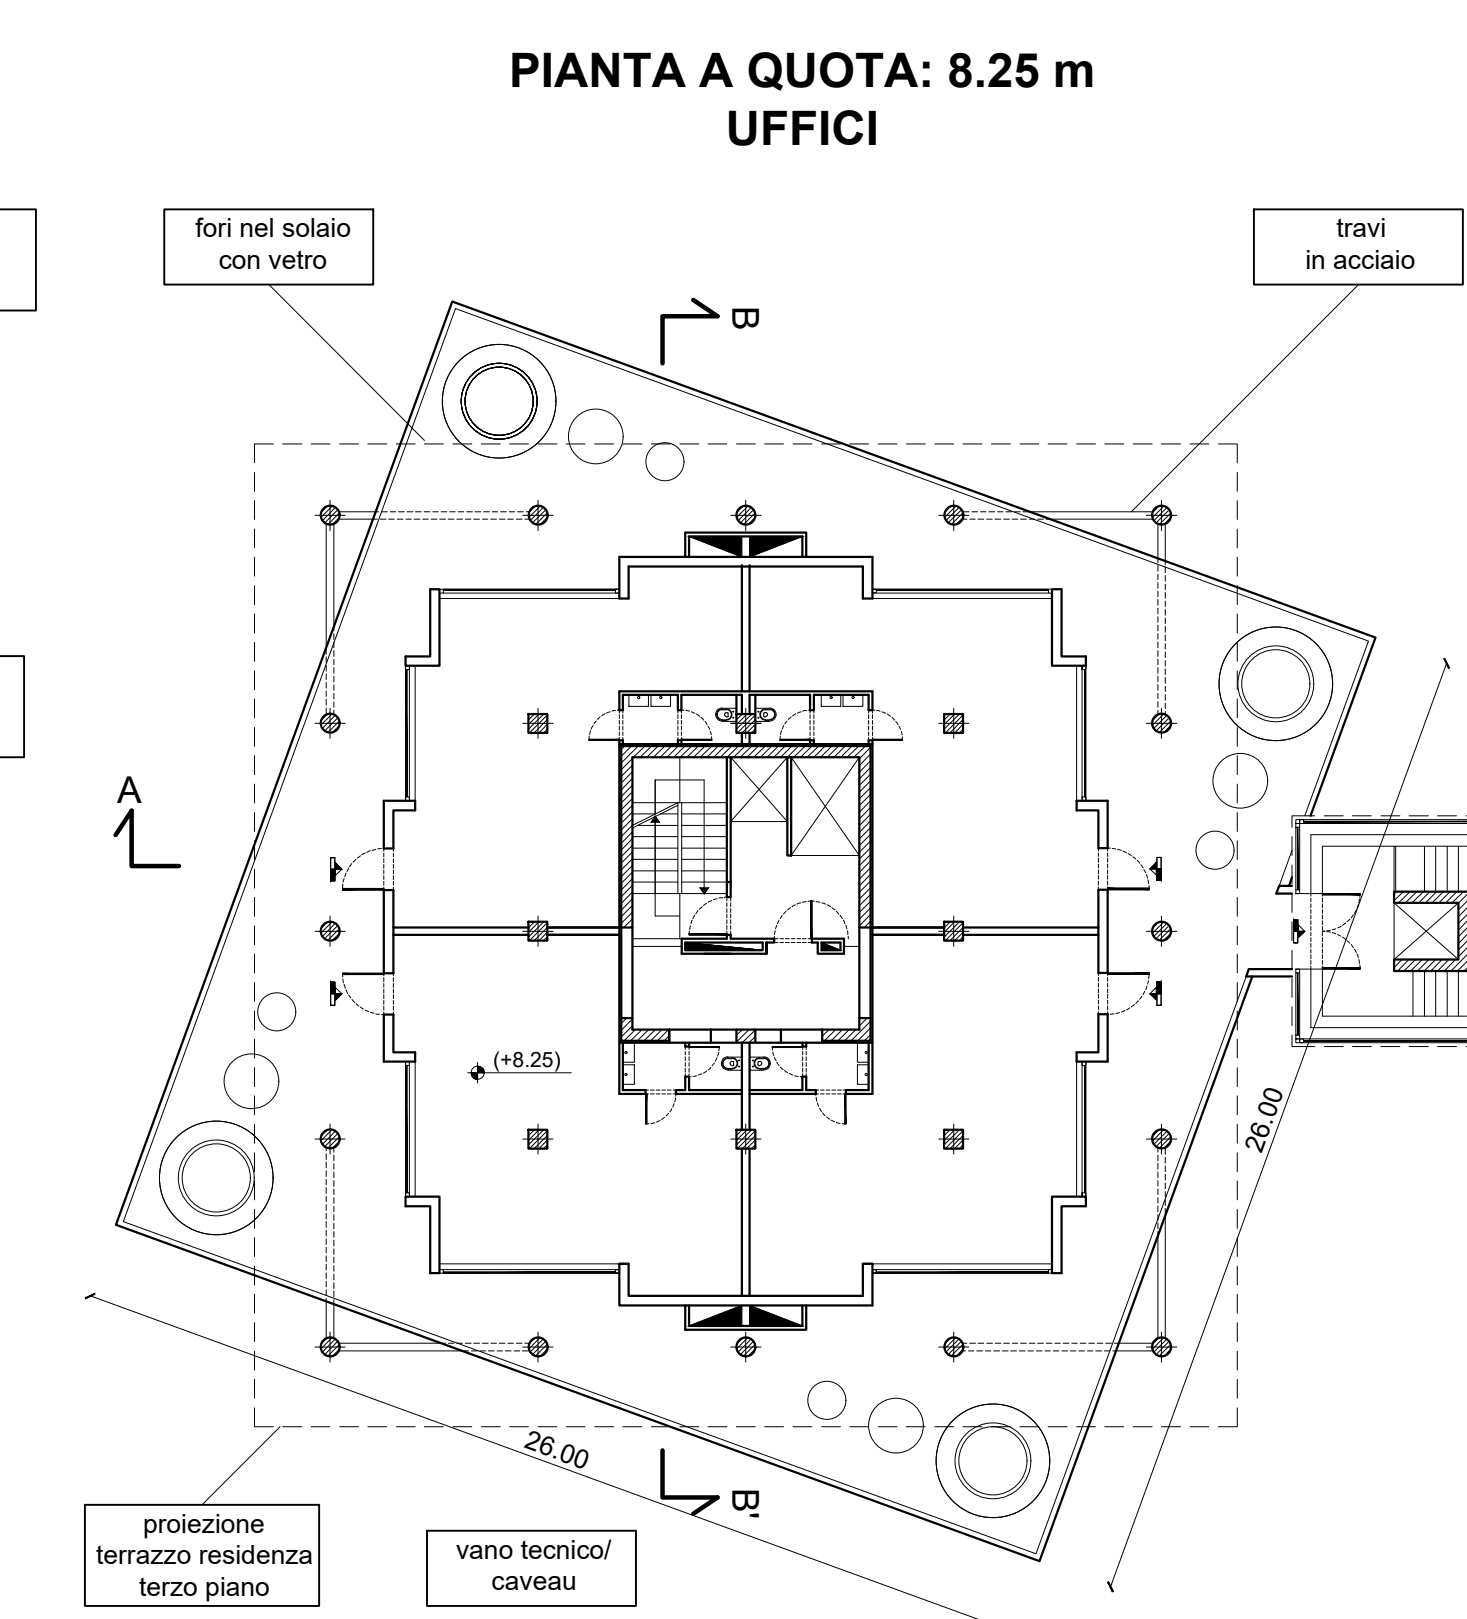 PIANTA A QUOTA: 8.25 m
UFFICI
fori nel solaio
con vetro
travi
in acciaio
B
A
(+8.25)
26.00
26.00
B'
proiezione
terrazzo residenza
terzo piano
vano tecnico/
caveau